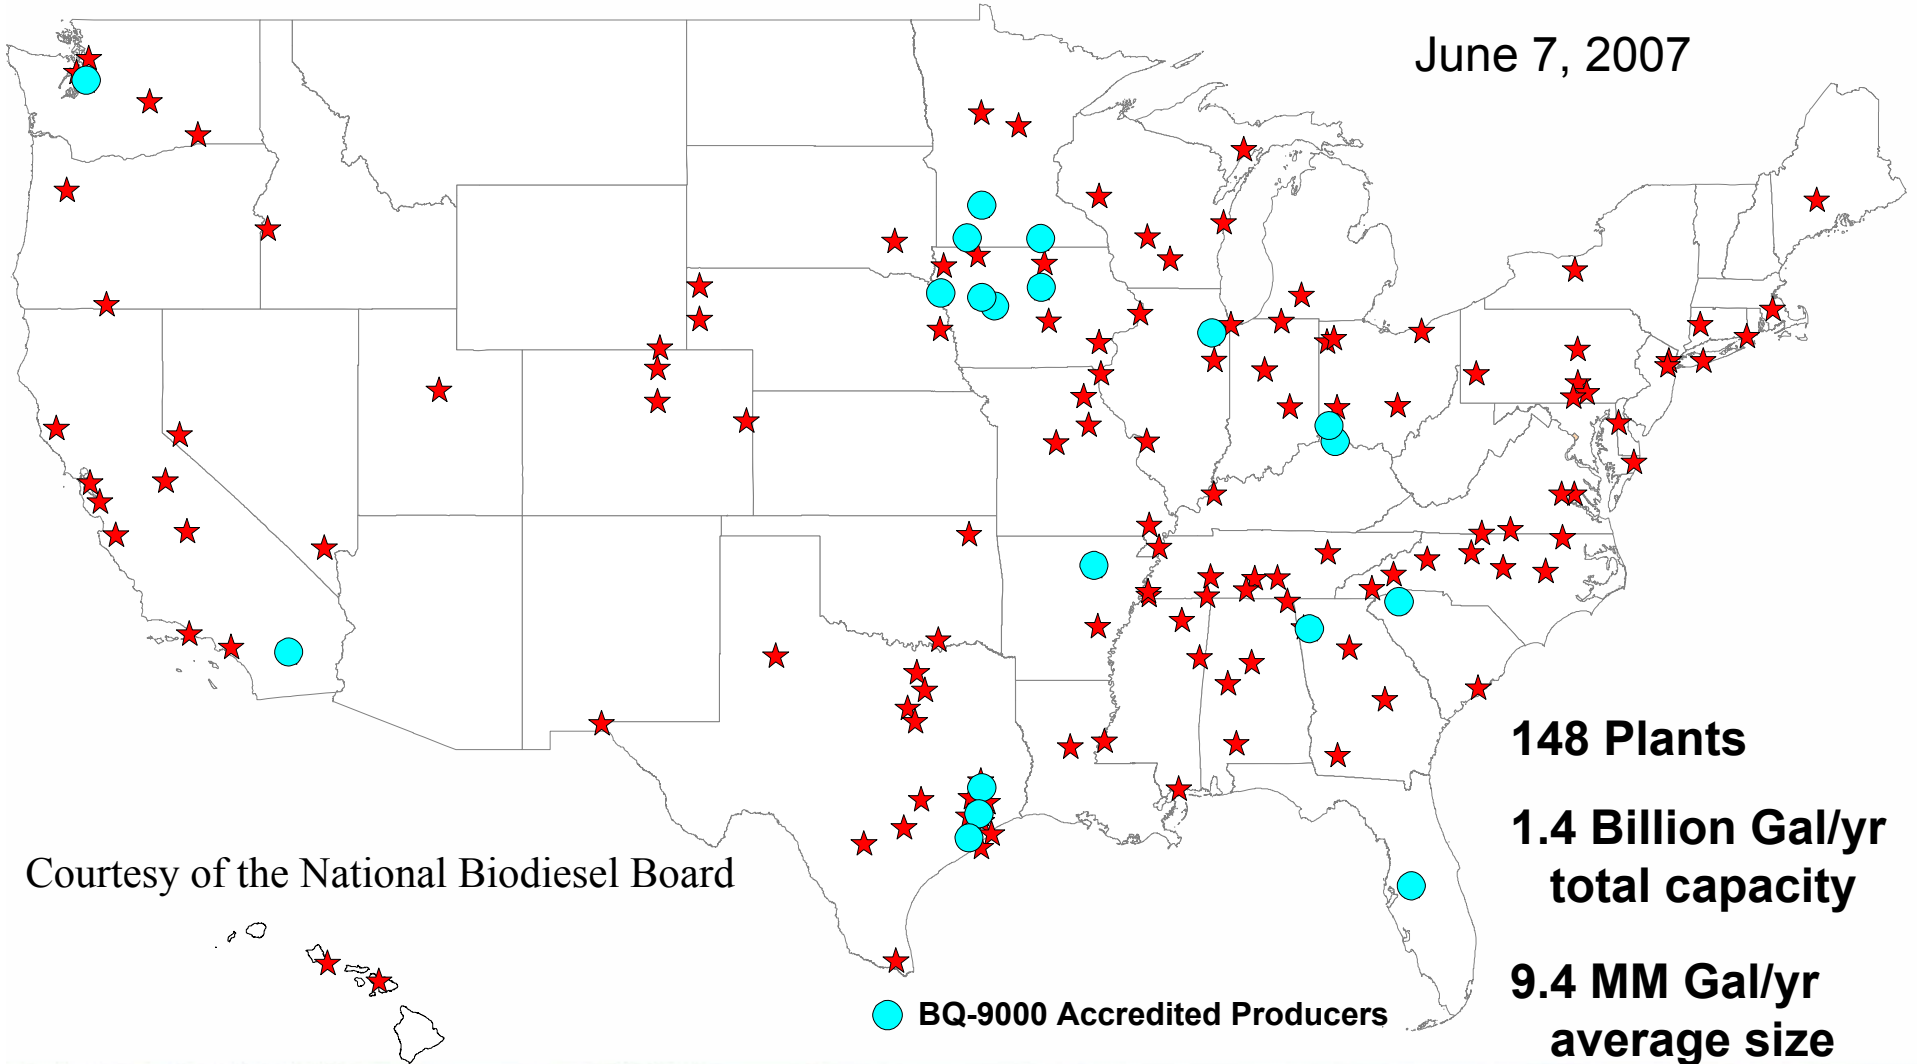 June 7, 2007
148 Plants
1.4 Billion Gal/yr
total capacity
Courtesy of the National Biodiesel Board
9.4 MM Gal/yr
average size
BQ-9000 Accredited Producers